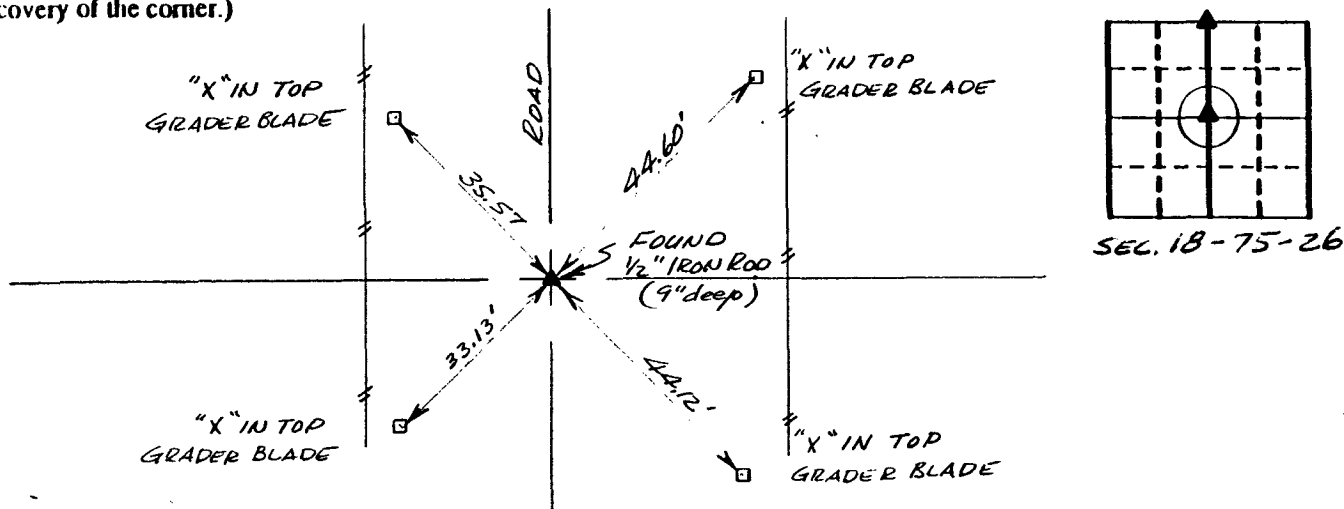 covery of the corner.)
"X" IN TOP
GRADER BLADE
ROAD
"X" IN TOP
GRADER BLADE
35.57
44.60'
FOUND
1/2" IRON ROD
(9" deep)
SEC. 18-75-26
33.13'
44.12'
"X" IN TOP
GRADER BLADE
"X" IN TOP
GRADER BLADE